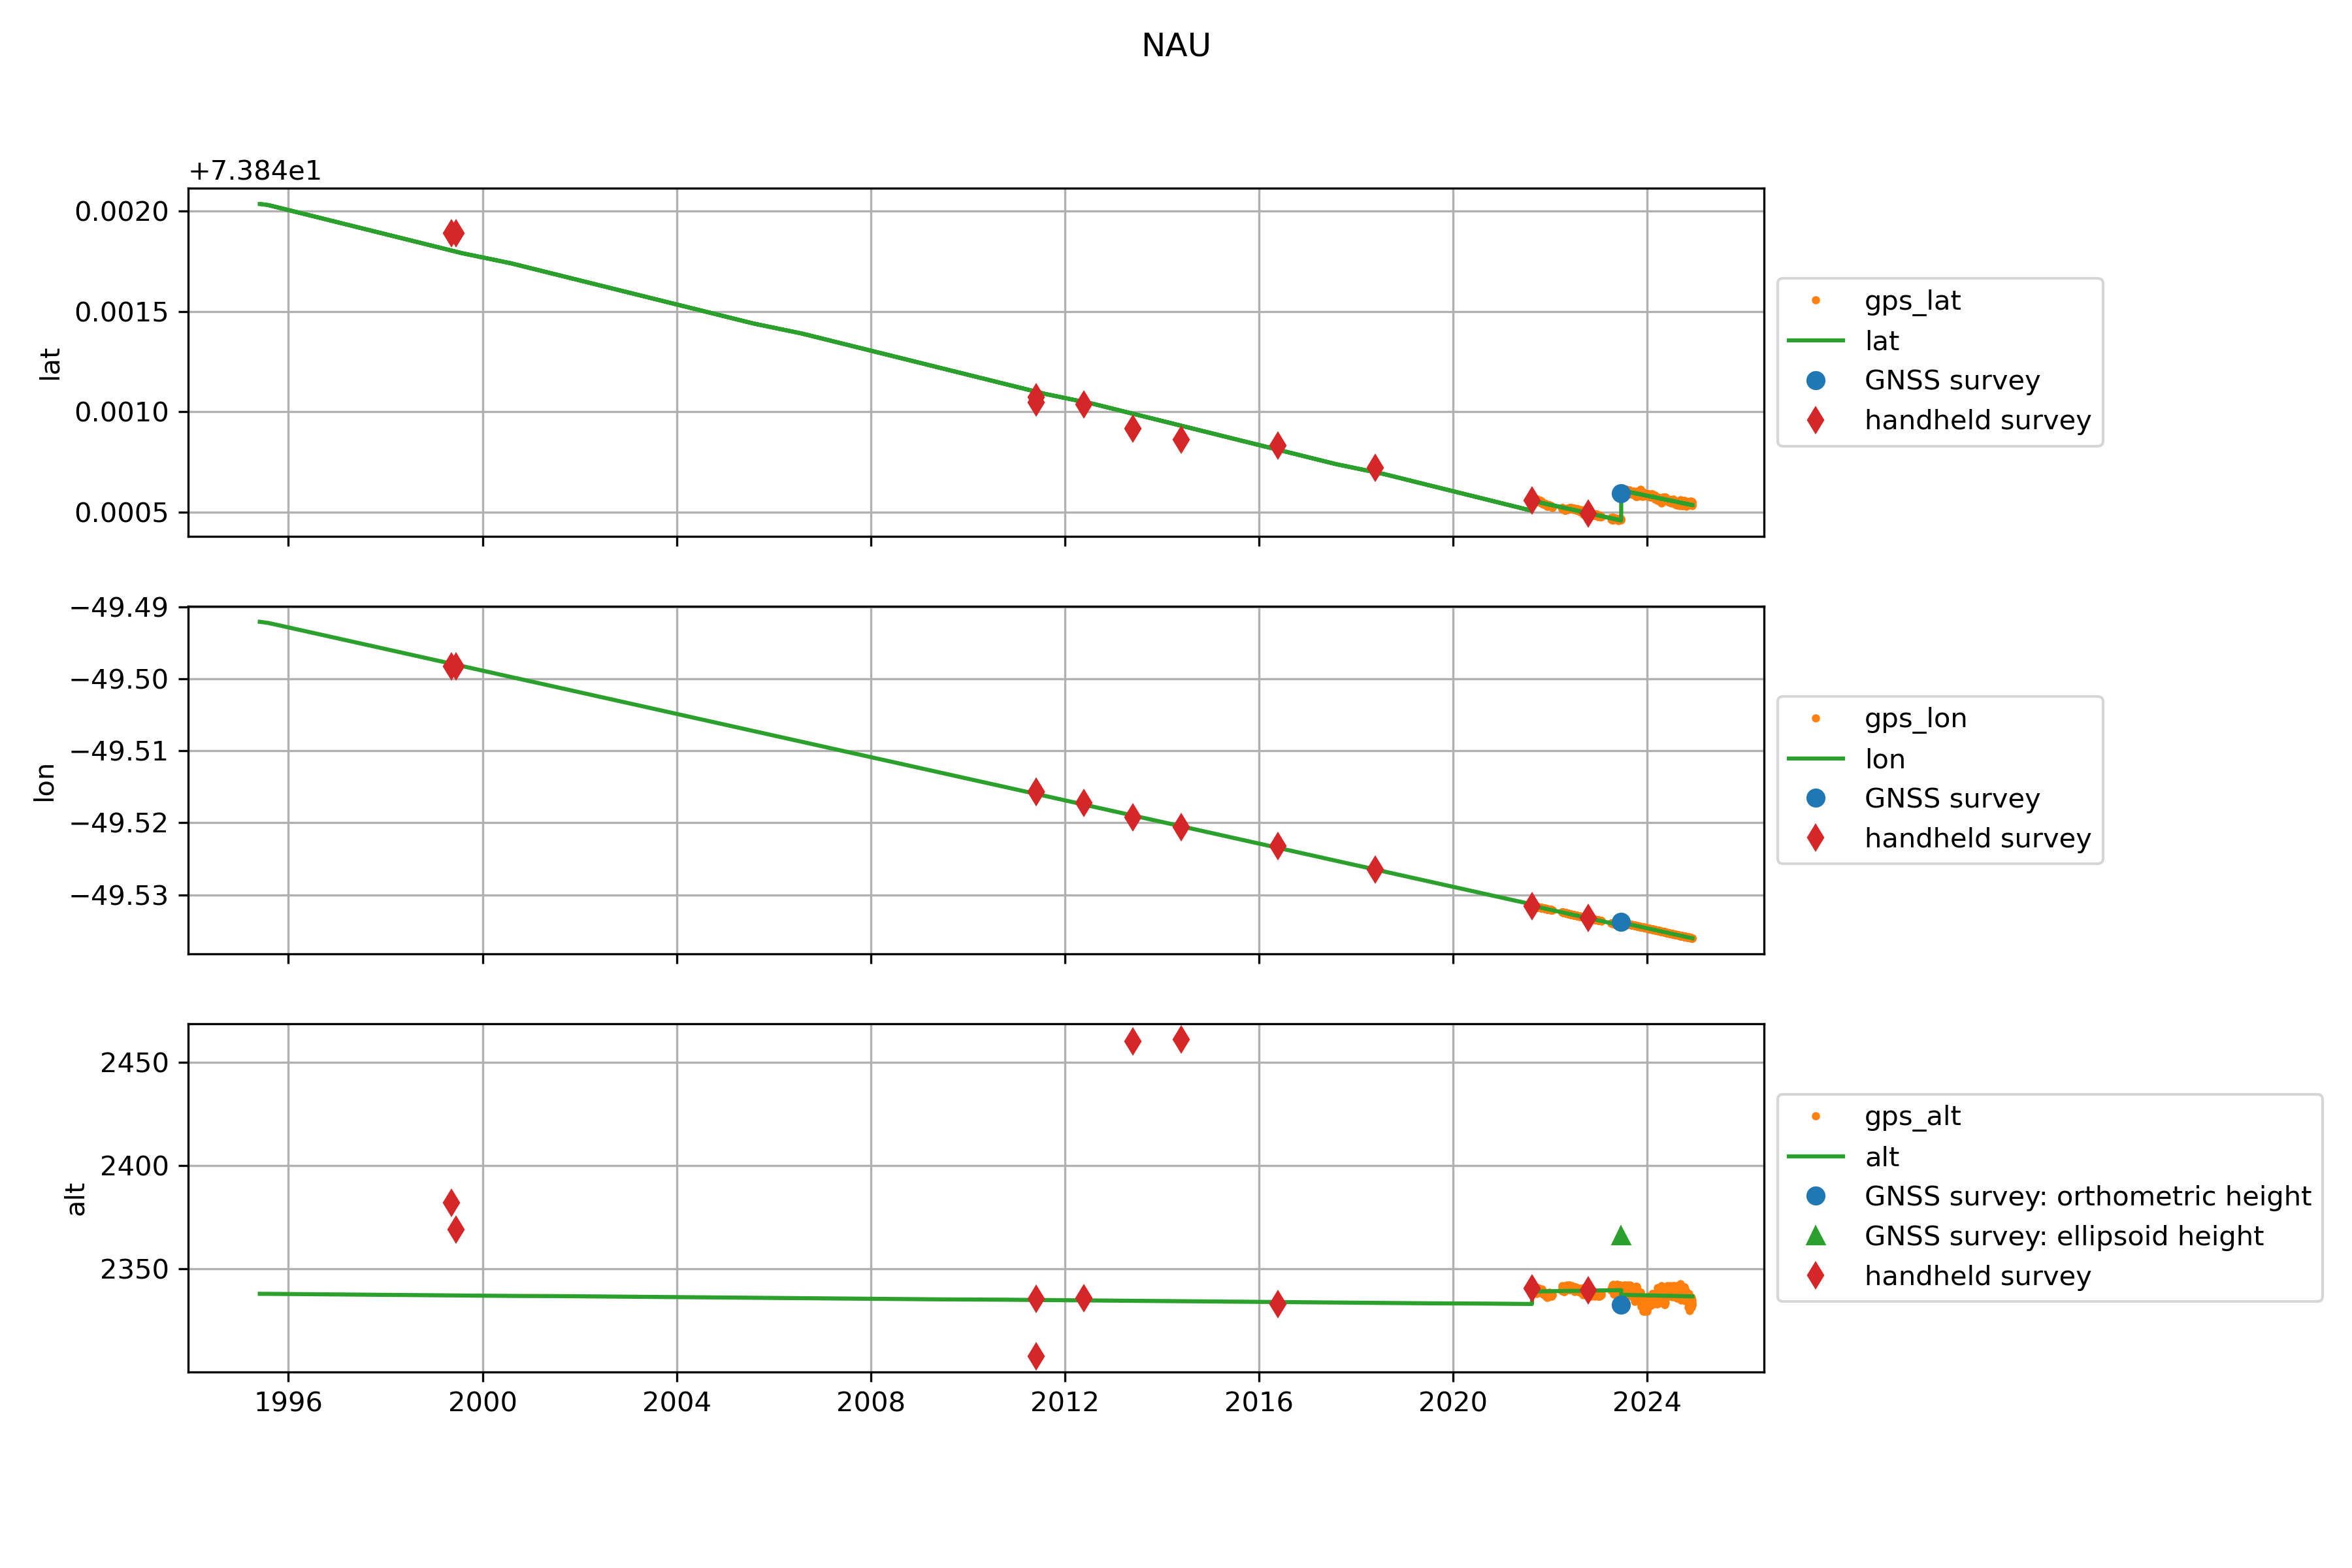 NAU
+7.384e1
0.0020
0.0015
0.0010
0.0005
lat
gps_lat
lat
GNSS survey
handheld survey
−49.49
−49.50
−49.51
−49.52
−49.53
lon
gps_lon
lon
GNSS survey
handheld survey
2450
2400
2350
alt
gps_alt
alt
GNSS survey: orthometric height
GNSS survey: ellipsoid height
handheld survey
1996 2000 2004 2008 2012 2016 2020 2024